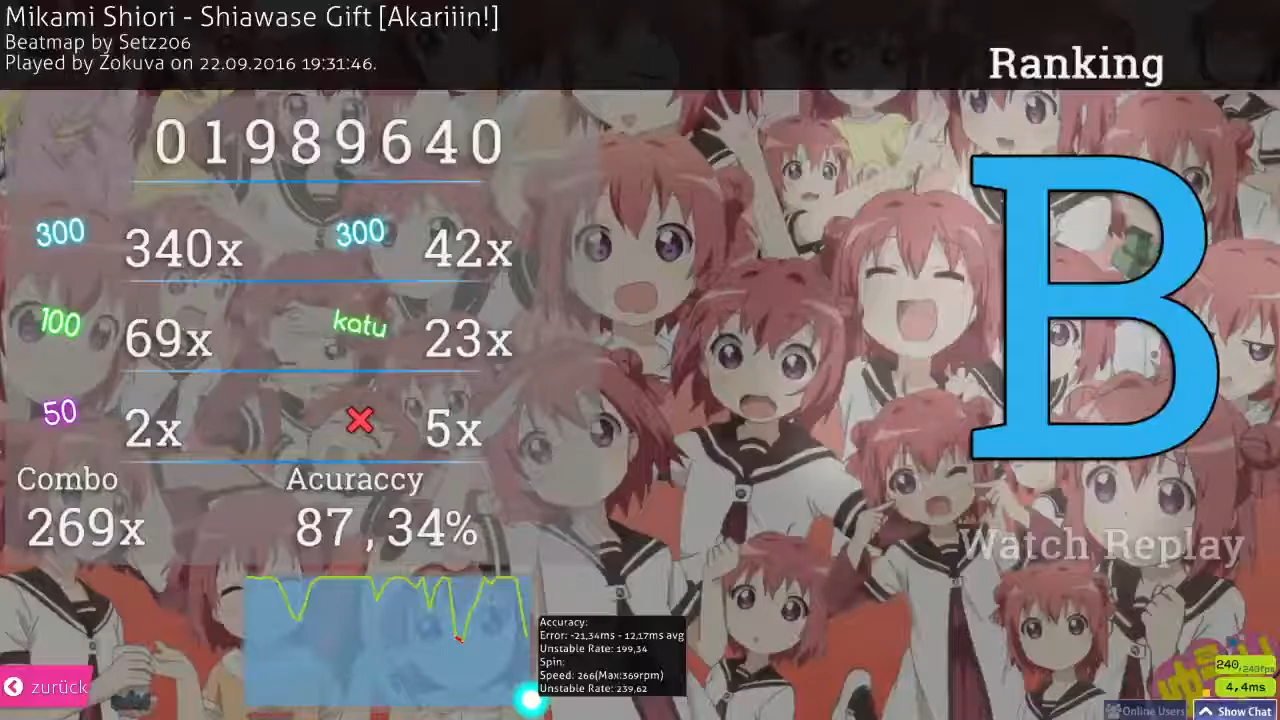 Mikami Shiori - Shiawase Gift [Akariiin!]
Beatmap by Setz206
Played by Zokuva on 22.09.2016 19:31:46.
Ranking
01989640
300 340x 300 42x
100 69x katu 23x
50 2x 5x
Combo Acuraccy
269x 87,34%
B
Watch Replay
Accuracy:
Error: -21,34ms - 12,17ms avg
Unstable Rate: 199,34
Spin:
Speed: 266(Max:369rpm)
Unstable Rate: 239,62
zurück
240/240fps
4,4ms
Online Users
Show Chat